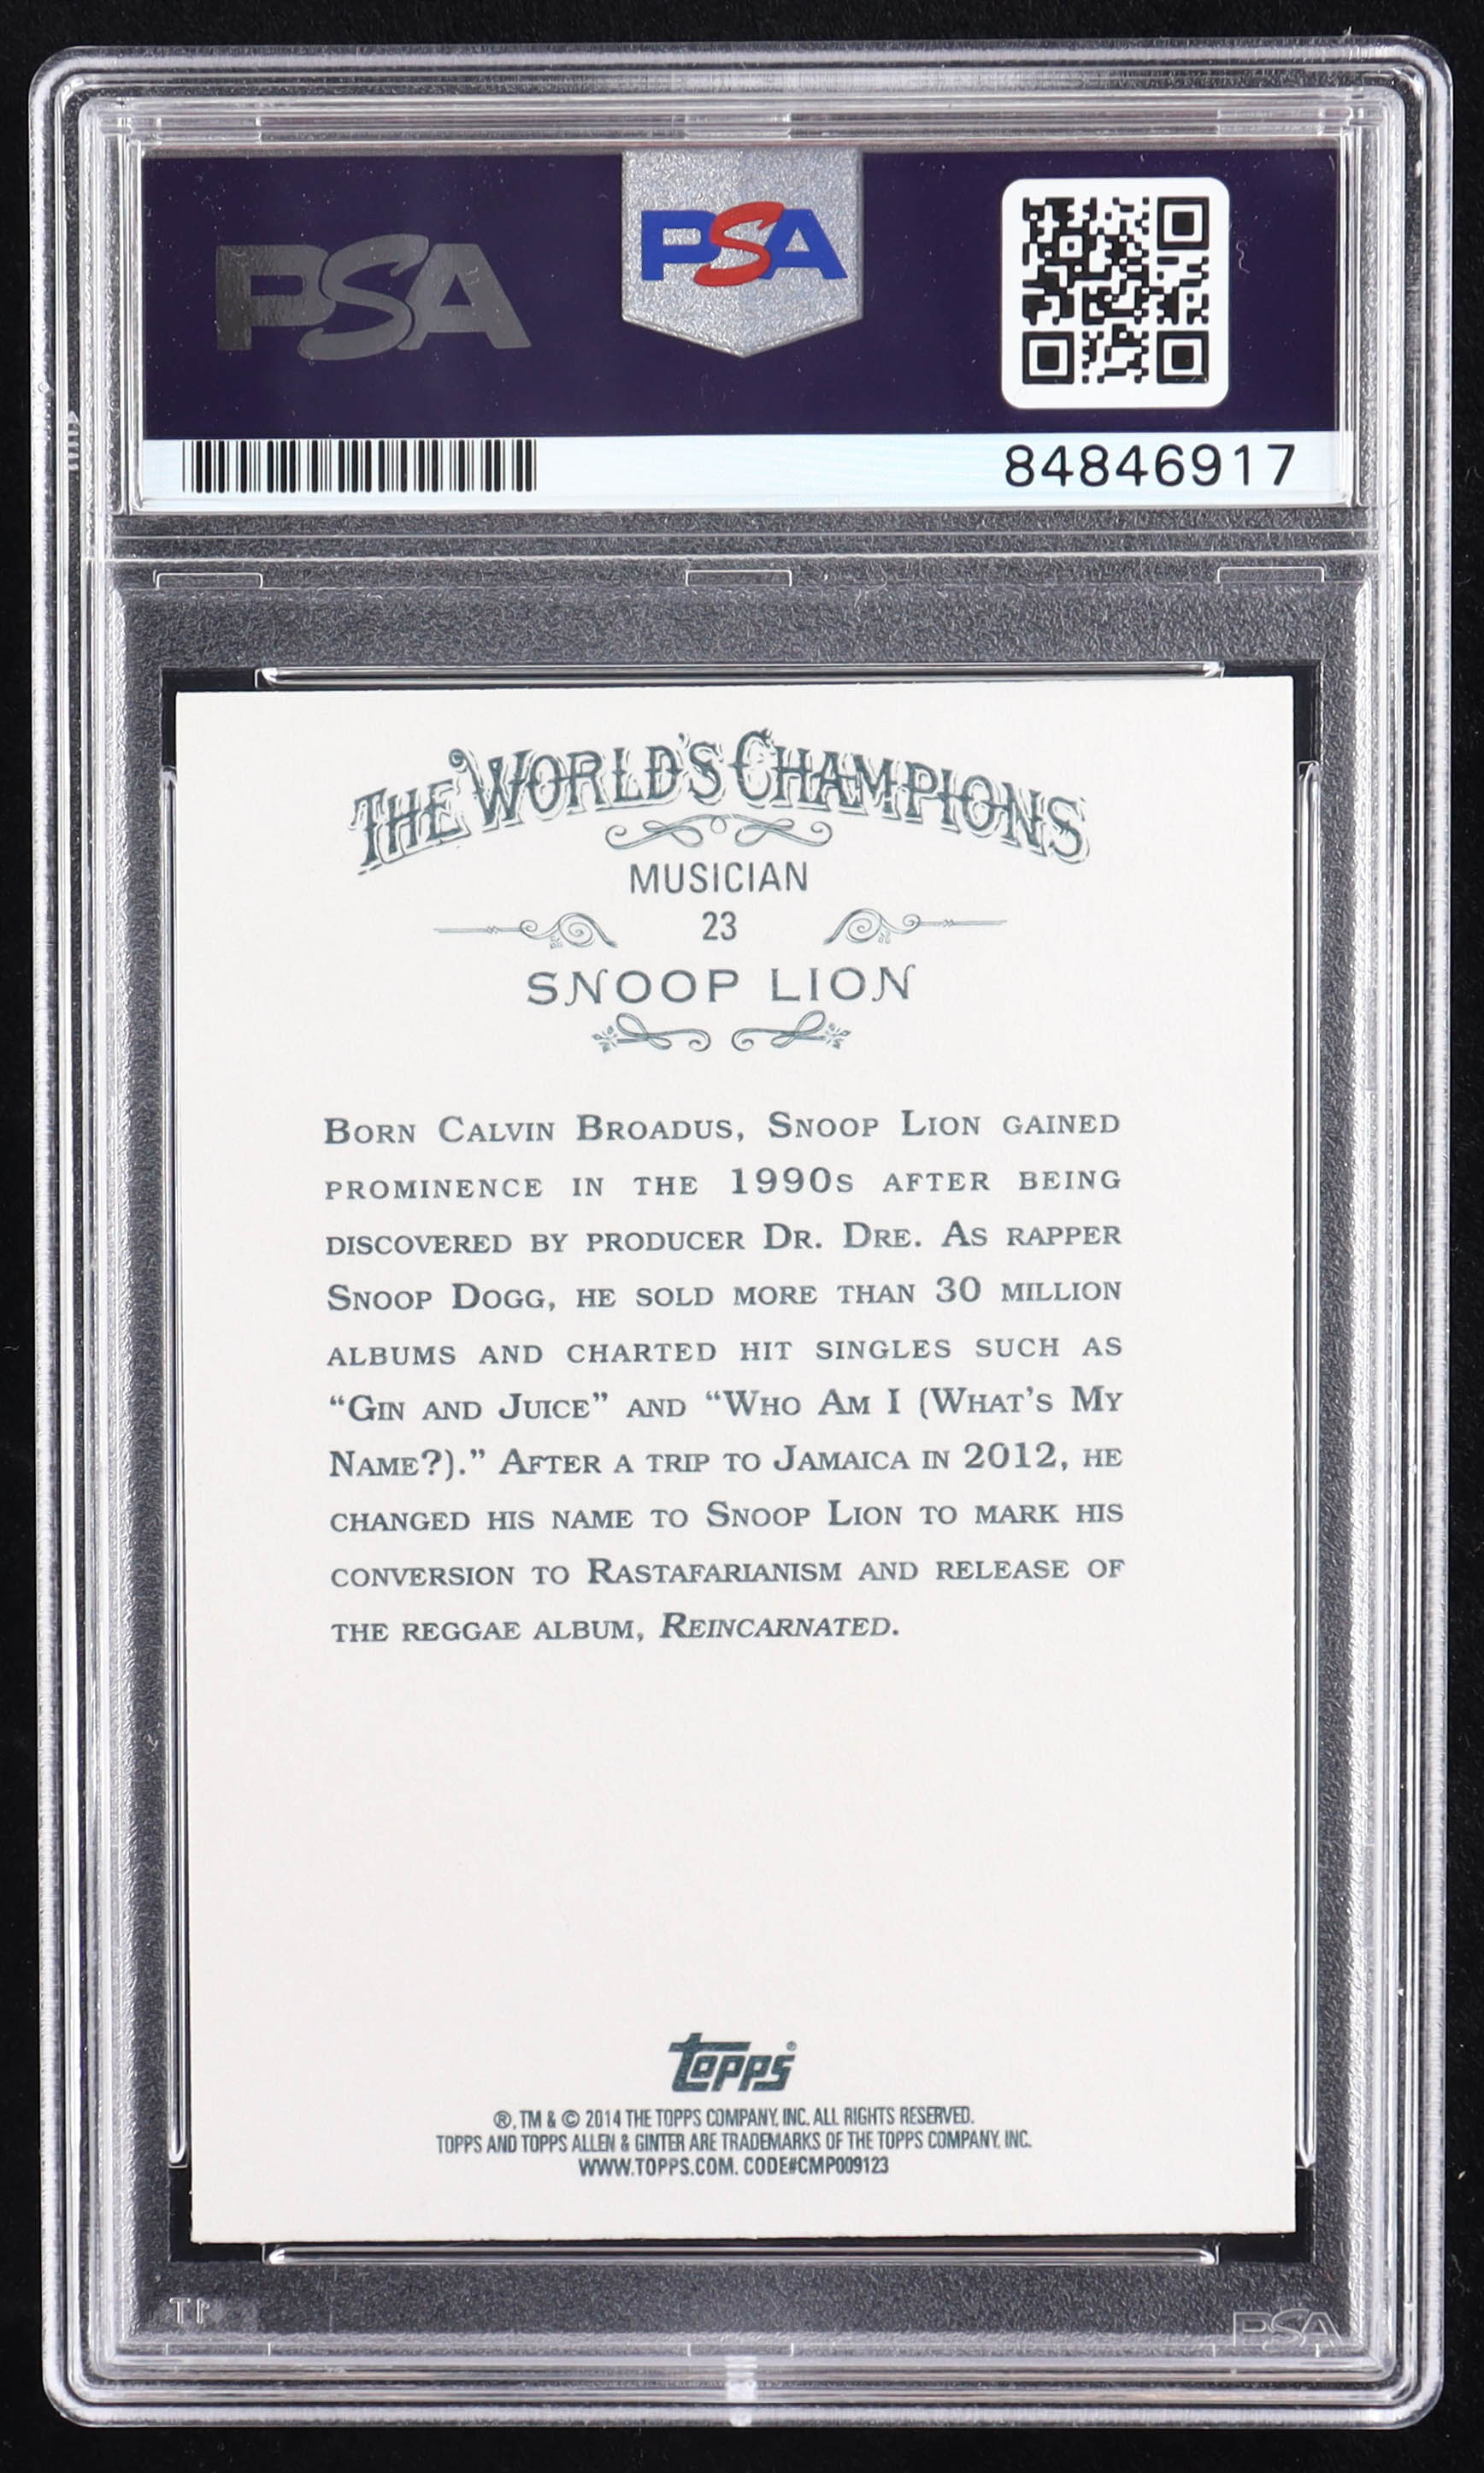 PSA
PSA
84846917
THE WORLD'S CHAMPIONS
MUSICIAN
23
SNOOP LION
BORN CALVIN BROADUS, SNOOP LION GAINED
PROMINENCE IN THE 1990S AFTER BEING
DISCOVERED BY PRODUCER DR. DRE. AS RAPPER
SNOOP DOGG, HE SOLD MORE THAN 30 MILLION
ALBUMS AND CHARTED HIT SINGLES SUCH AS
“GIN AND JUICE” AND “WHO AM I (WHAT'S MY
NAME?).” AFTER A TRIP TO JAMAICA IN 2012, HE
CHANGED HIS NAME TO SNOOP LION TO MARK HIS
CONVERSION TO RASTAFARIANISM AND RELEASE OF
THE REGGAE ALBUM, REINCARNATED.
Topps®
®, TM & © 2014 THE TOPPS COMPANY, INC. ALL RIGHTS RESERVED.
TOPPS AND TOPPS ALLEN & GINTER ARE TRADEMARKS OF THE TOPPS COMPANY, INC.
WWW.TOPPS.COM. CODE#CMP009123
PSA